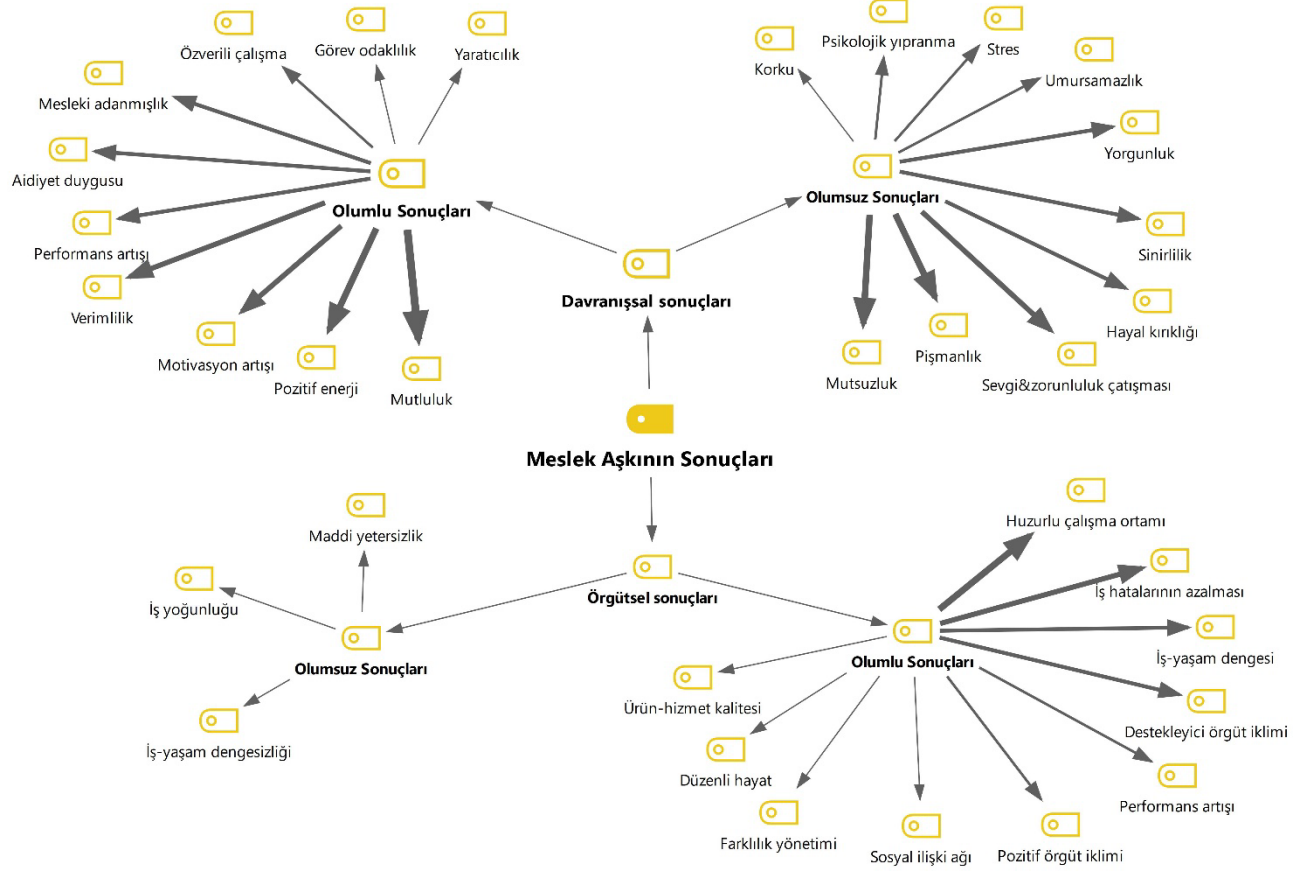 Özverili çalışma
Görev odaklılık
Yaratıcılık
Mesleki adanmışlık
Aidiyet duygusu
Performans artışı
Verimlilik
Motivasyon artışı
Pozitif enerji
Mutluluk
Olumlu Sonuçları
Korku
Psikolojik yıpranma
Stres
Umursamazlık
Yorgunluk
Sinirlilik
Hayal kırıklığı
Sevgi&zorunluluk çatışması
Pişmanlık
Mutsuzluk
Olumsuz Sonuçları
Davranışsal sonuçları
Meslek Aşkının Sonuçları
Örgütsel sonuçları
Maddi yetersizlik
İş yoğunluğu
Olumsuz Sonuçları
İş-yaşam dengesizliği
Huzurlu çalışma ortamı
İş hatalarının azalması
İş-yaşam dengesi
Olumlu Sonuçları
Ürün-hizmet kalitesi
Destekleyici örgüt iklimi
Düzenli hayat
Performans artışı
Farklılık yönetimi
Sosyal ilişki ağı
Pozitif örgüt iklimi